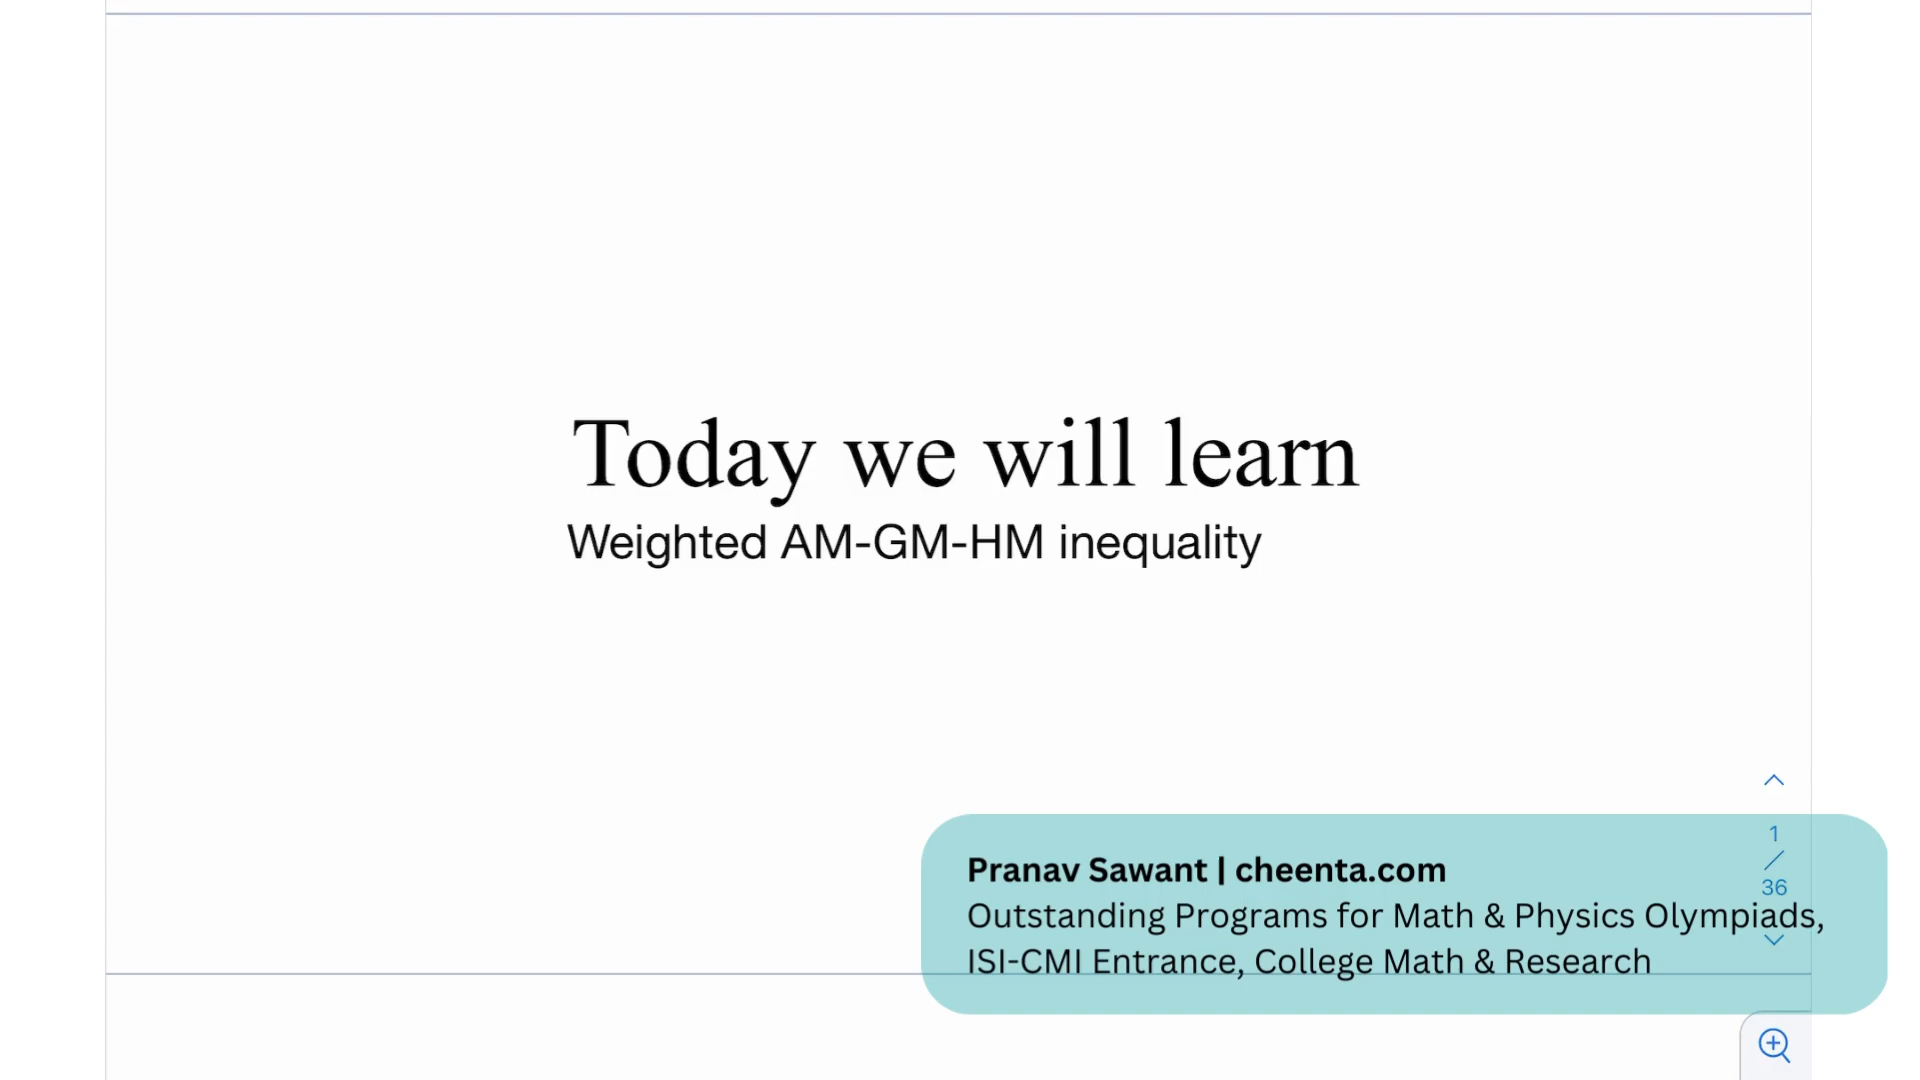 Today we will learn
Weighted AM-GM-HM inequality
1
/
36
Pranav Sawant | cheenta.com
Outstanding Programs for Math & Physics Olympiads,
ISI-CMI Entrance, College Math & Research